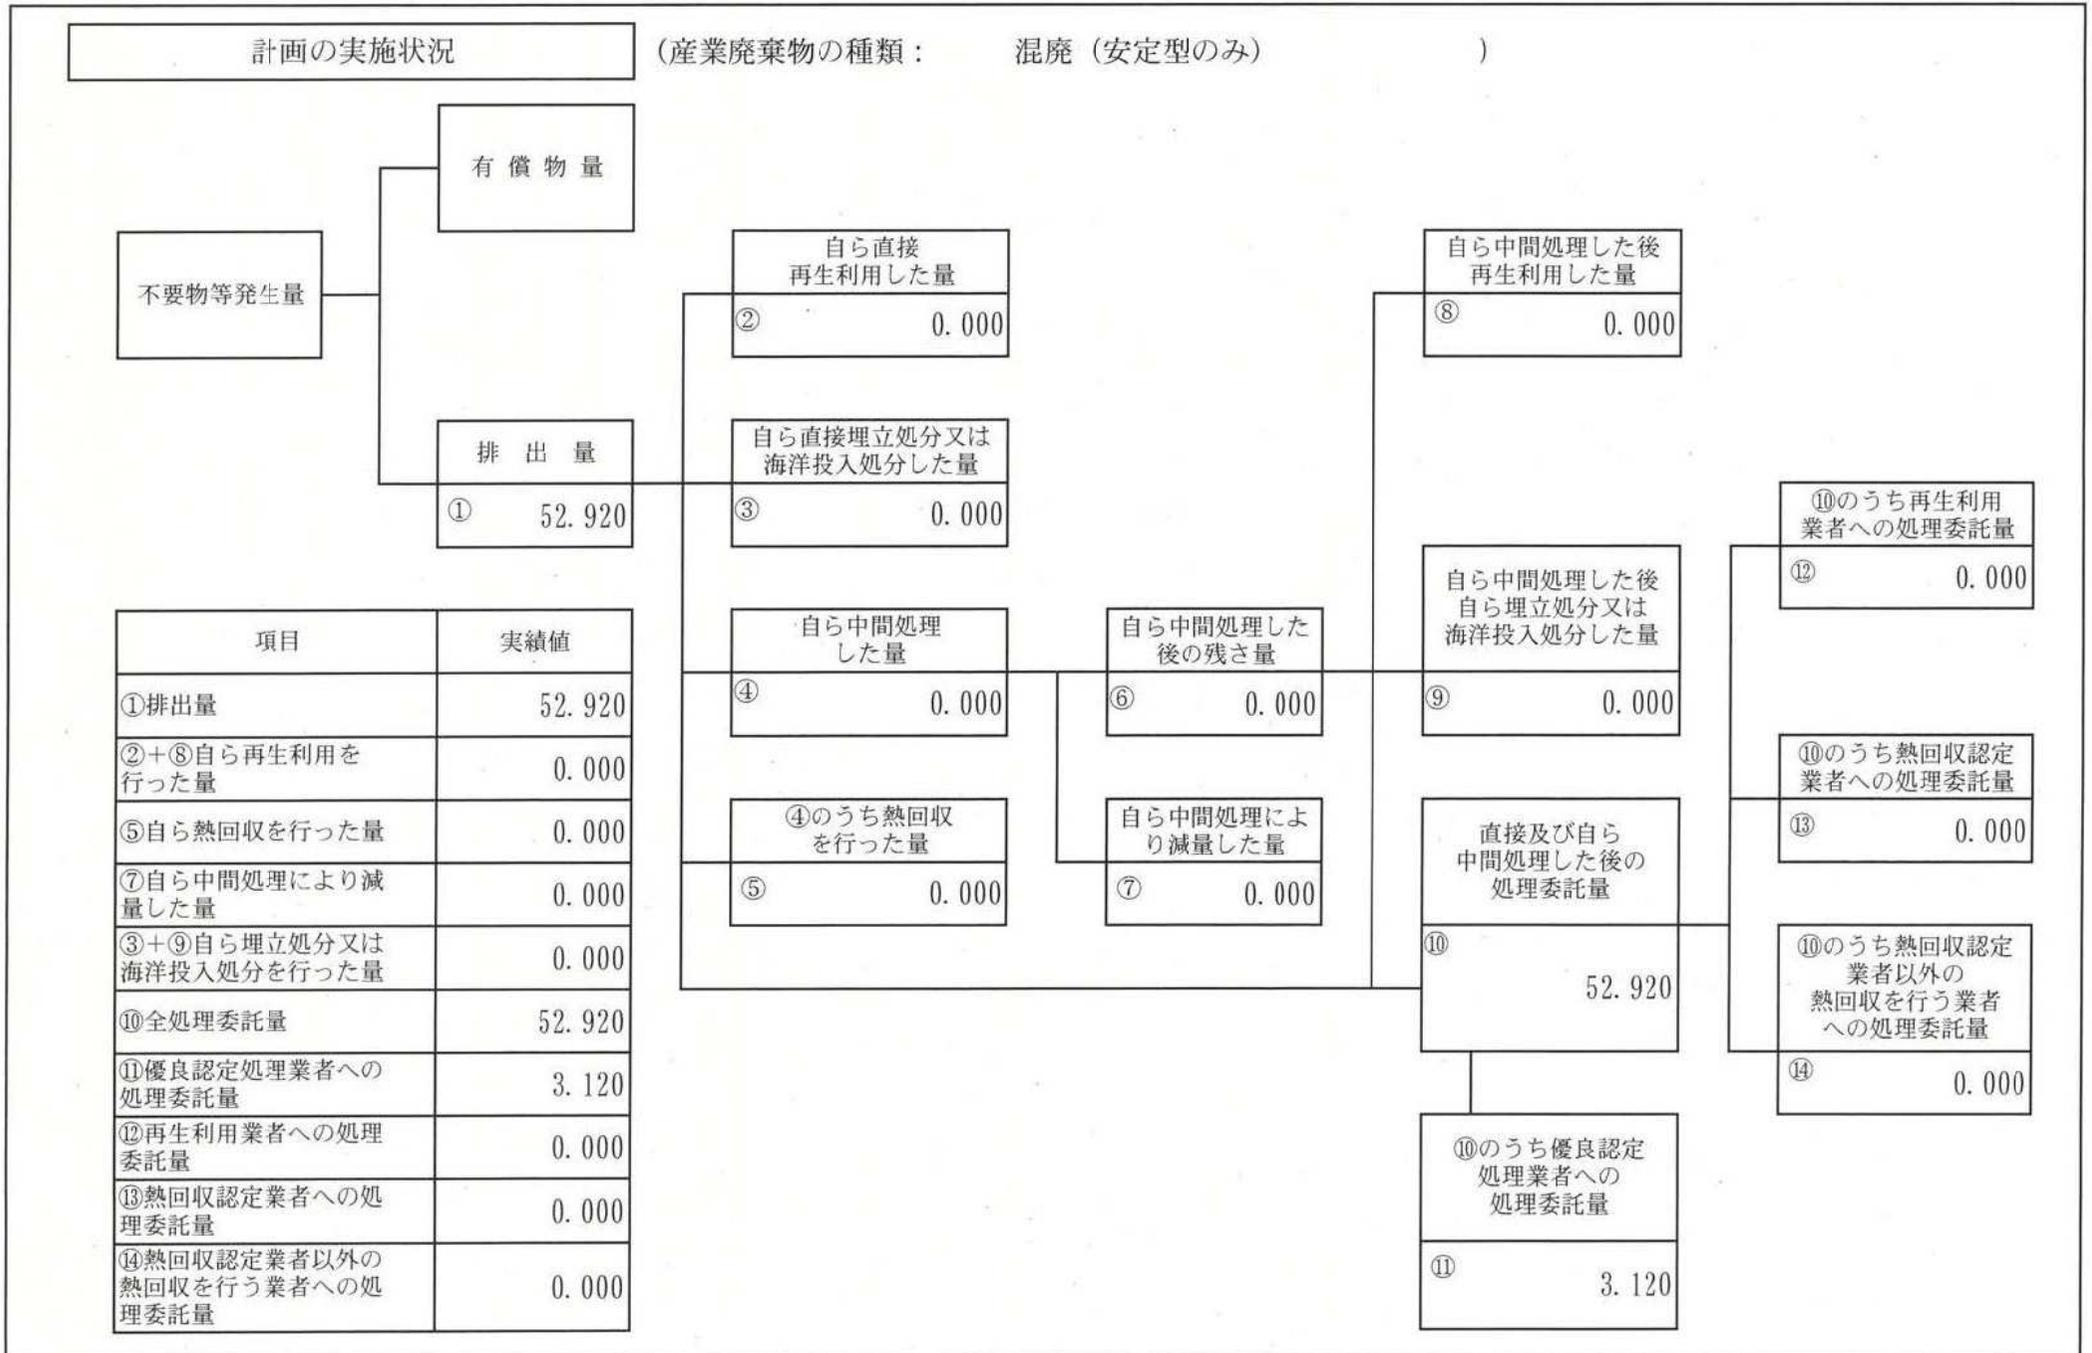 計画の実施状況 (産業廃棄物の種類： 混廃（安定型のみ） )
有 償 物 量
不要物等発生量
自ら直接
再生利用した量
② 0.000
自ら中間処理した後
再生利用した量
⑧ 0.000
排 出 量
① 52.920
自ら直接埋立処分又は
海洋投入処分した量
③ 0.000
⑩のうち再生利用
業者への処理委託量
⑫ 0.000
自ら中間処理
した量
④ 0.000
自ら中間処理した
後の残さ量
⑥ 0.000
自ら中間処理した後
自ら埋立処分又は
海洋投入処分した量
⑨ 0.000
⑩のうち熱回収認定
業者への処理委託量
⑬ 0.000
④のうち熱回収
を行った量
⑤ 0.000
自ら中間処理によ
り減量した量
⑦ 0.000
直接及び自ら
中間処理した後の
処理委託量
⑩
52.920
⑩のうち熱回収認定
業者以外の
熱回収を行う業者
への処理委託量
⑭ 0.000
⑩のうち優良認定
処理業者への
処理委託量
⑪ 3.120
項目 実績値
①排出量 52.920
②＋⑧自ら再生利用を
行った量 0.000
⑤自ら熱回収を行った量 0.000
⑦自ら中間処理により減
量した量 0.000
③＋⑨自ら埋立処分又は
海洋投入処分を行った量 0.000
⑩全処理委託量 52.920
⑪優良認定処理業者への
処理委託量 3.120
⑫再生利用業者への処理
委託量 0.000
⑬熱回収認定業者への処
理委託量 0.000
⑭熱回収認定業者以外の
熱回収を行う業者への処
理委託量 0.000